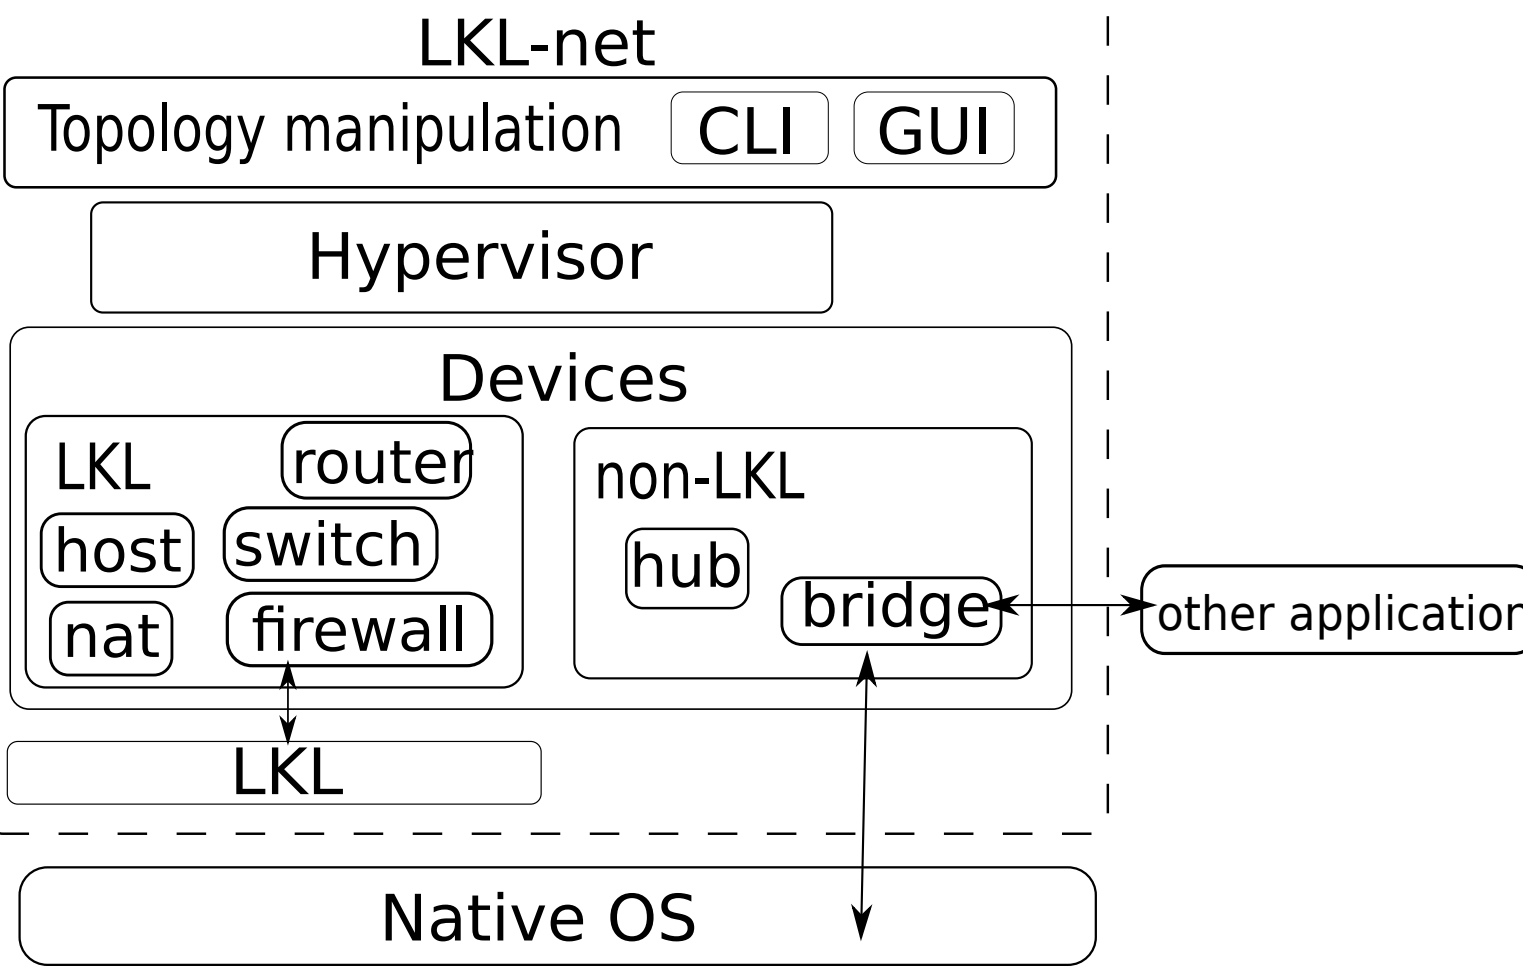 LKL-net
Topology manipulation CLI GUI
Hypervisor
Devices
LKL router
host switch
nat firewall
non-LKL
hub
bridge
other application
LKL
Native OS